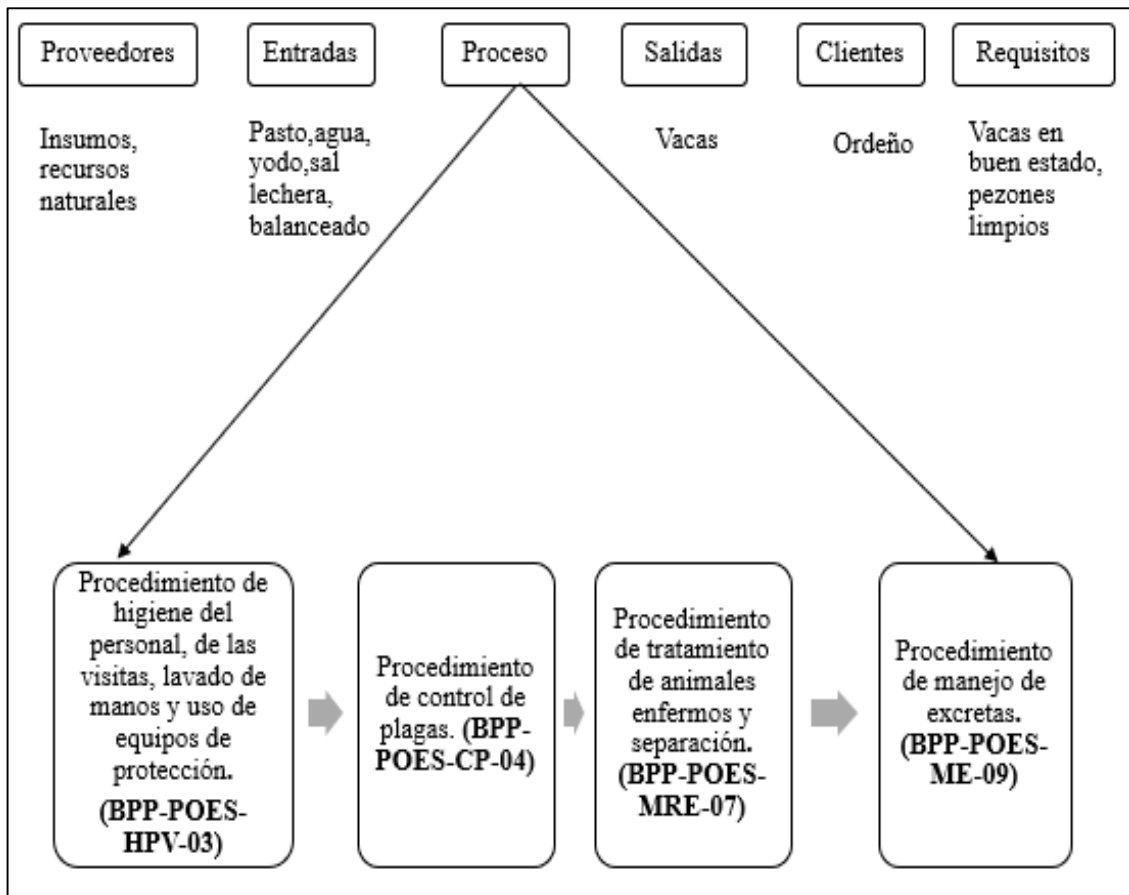 Proveedores
Entradas
Proceso
Salidas
Clientes
Requisitos
Insumos,
recursos
naturales
Pasto,agua,
yodo,sal
lechera,
balanceado
Vacas
Ordeño
Vacas en
buen estado,
pezones
limpios
Procedimiento de
higiene del
personal, de las
visitas, lavado de
manos y uso de
equipos de
protección.
(BPP-POES-
HPV-03)
Procedimiento
de control de
plagas. (BPP-
POES-CP-04)
Procedimiento
de tratamiento
de animales
enfermos y
separación.
(BPP-POES-
MRE-07)
Procedimiento
de manejo de
excretas.
(BPP-POES-
ME-09)